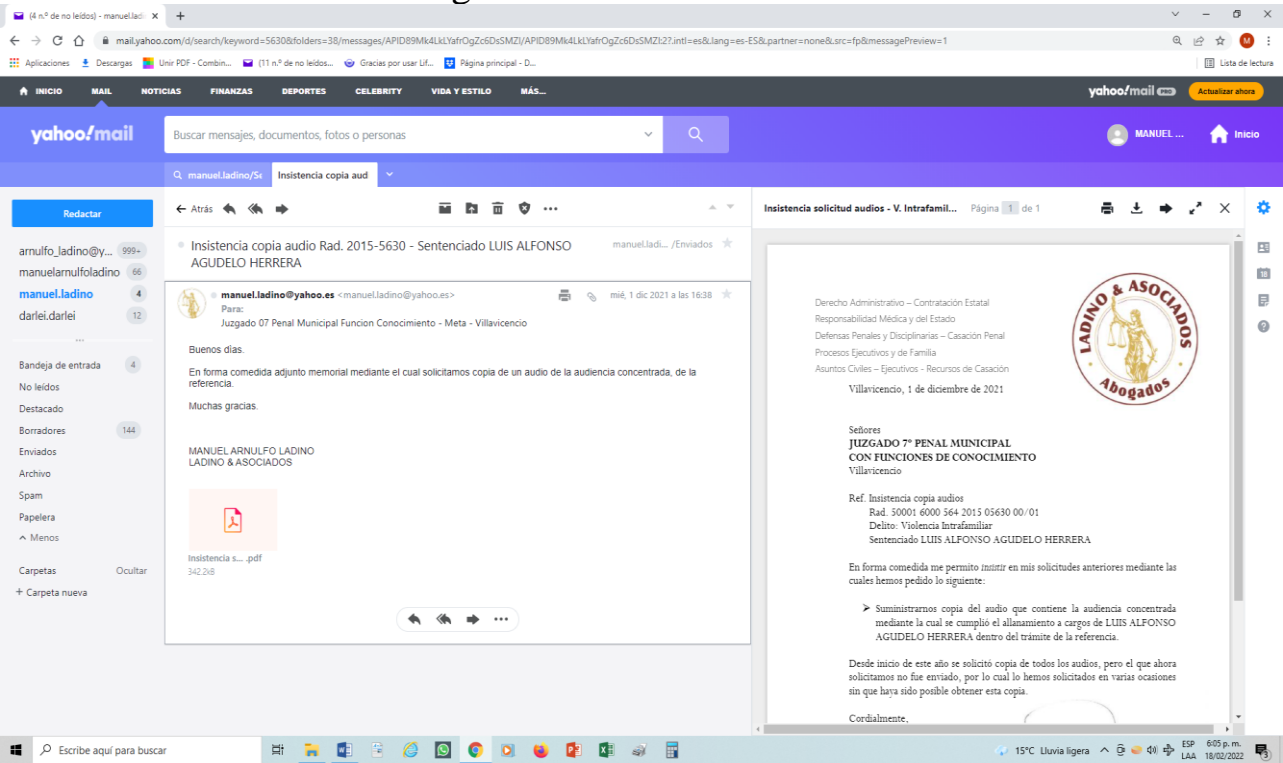 (4 n.º de no leídos) - manuel.ladi
mail.yahoo.com/d/search/keyword=5630&folders=38/messages/APID89Mk4LkLYafrOgZc6DsSMZI/APID89Mk4LkLYafrOgZc6DsSMZI:2?.intl=es&.lang=es-ES&.partner=none&.src=fp&messagePreview=1
Aplicaciones Descargas Unir PDF - Combin... (11 n.º de no leidos... Gracias por usar Lif... Página principal - D... Lista de lectura
INICIO MAIL NOTICIAS FINANZAS DEPORTES CELEBRITY VIDA Y ESTILO MÁS... yahoo!mail PRO Actualizar ahora
yahoo!mail Buscar mensajes, documentos, fotos o personas MANUEL ... Inicio
manuel.ladino/Se Insistencia copia aud
Redactar
arnulfo_ladino@y... 999+
manuelarnulfoladino 66
manuel.ladino 4
darlei.darlei 12
Bandeja de entrada 4
No leídos
Destacado
Borradores 144
Enviados
Archivo
Spam
Papelera
Menos
Carpetas Ocultar
+ Carpeta nueva
Atrás
Insistencia copia audio Rad. 2015-5630 - Sentenciado LUIS ALFONSO
AGUDELO HERRERA
manuel.ladi... /Enviados
manuel.ladino@yahoo.es <manuel.ladino@yahoo.es> mié, 1 dic 2021 a las 16:38
Para:
Juzgado 07 Penal Municipal Funcion Conocimiento - Meta - Villavicencio
Buenos días.
En forma comedida adjunto memorial mediante el cual solicitamos copia de un audio de la audiencia concentrada, de la
referencia.
Muchas gracias.
MANUEL ARNULFO LADINO
LADINO & ASOCIADOS
Insistencia s... .pdf
342.2kB
Insistencia solicitud audios - V. Intrafamil... Página 1 de 1
Derecho Administrativo – Contratación Estatal
Responsabilidad Médica y del Estado
Defensas Penales y Disciplinarias – Casación Penal
Procesos Ejecutivos y de Familia
Asuntos Civiles – Ejecutivos - Recursos de Casación
LADINO & ASOCIADOS
Abogados
Villavicencio, 1 de diciembre de 2021
Señores
JUZGADO 7º PENAL MUNICIPAL
CON FUNCIONES DE CONOCIMIENTO
Villavicencio
Ref. Insistencia copia audios
Rad. 50001 6000 564 2015 05630 00/01
Delito: Violencia Intrafamiliar
Sentenciado LUIS ALFONSO AGUDELO HERRERA
En forma comedida me permito insistir en mis solicitudes anteriores mediante las
cuales hemos pedido lo siguiente:
➢ Suministrarnos copia del audio que contiene la audiencia concentrada
mediante la cual se cumplió el allanamiento a cargos de LUIS ALFONSO
AGUDELO HERRERA dentro del trámite de la referencia.
Desde inicio de este año se solicitó copia de todos los audios, pero el que ahora
solicitamos no fue enviado, por lo cual lo hemos solicitados en varias ocasiones
sin que haya sido posible obtener esta copia.
Cordialmente,
Escribe aquí para buscar
15°C Lluvia ligera
ESP 6:05 p. m.
LAA 18/02/2022